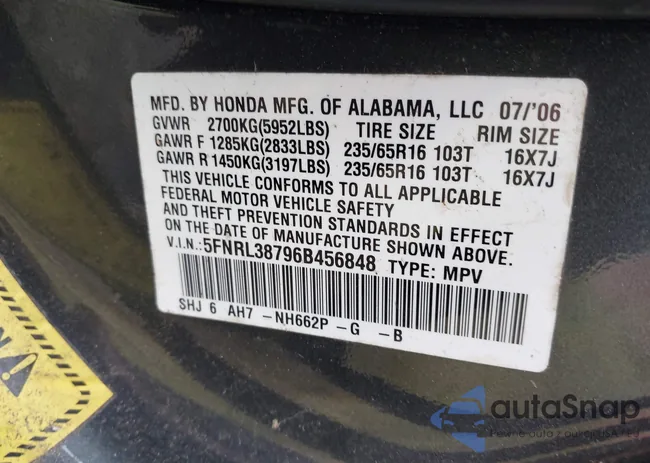 MFD. BY HONDA MFG. OF ALABAMA, LLC 07/'06
GVWR 2700KG(5952LBS) TIRE SIZE RIM SIZE
GAWR F 1285KG(2833LBS) 235/65R16 103T 16X7J
GAWR R 1450KG(3197LBS) 235/65R16 103T 16X7J
THIS VEHICLE CONFORMS TO ALL APPLICABLE
FEDERAL MOTOR VEHICLE SAFETY
AND THEFT PREVENTION STANDARDS IN EFFECT
ON THE DATE OF MANUFACTURE SHOWN ABOVE.
V.I.N.:5FNRL38796B456848 TYPE: MPV
SHJ 6 AH7 -NH662P -G -B
autaSnap